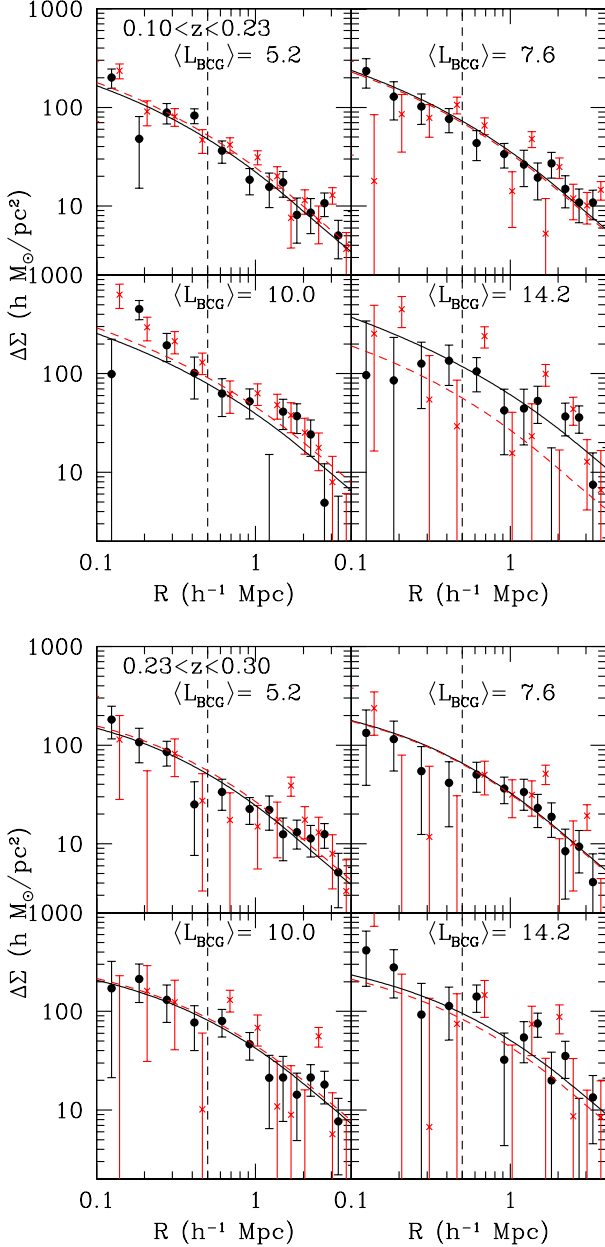 0.10<z<0.23
⟨L_BCG⟩= 5.2
⟨L_BCG⟩= 7.6
100
10
1000
⟨L_BCG⟩= 10.0
⟨L_BCG⟩= 14.2
100
10
ΔΣ (h M☉/pc²)
0.1 1 0.1 1
R (h⁻¹ Mpc) R (h⁻¹ Mpc)
1000
0.23<z<0.30
⟨L_BCG⟩= 5.2
⟨L_BCG⟩= 7.6
100
10
1000
⟨L_BCG⟩= 10.0
⟨L_BCG⟩= 14.2
100
10
ΔΣ (h M☉/pc²)
0.1 1 0.1 1
R (h⁻¹ Mpc) R (h⁻¹ Mpc)